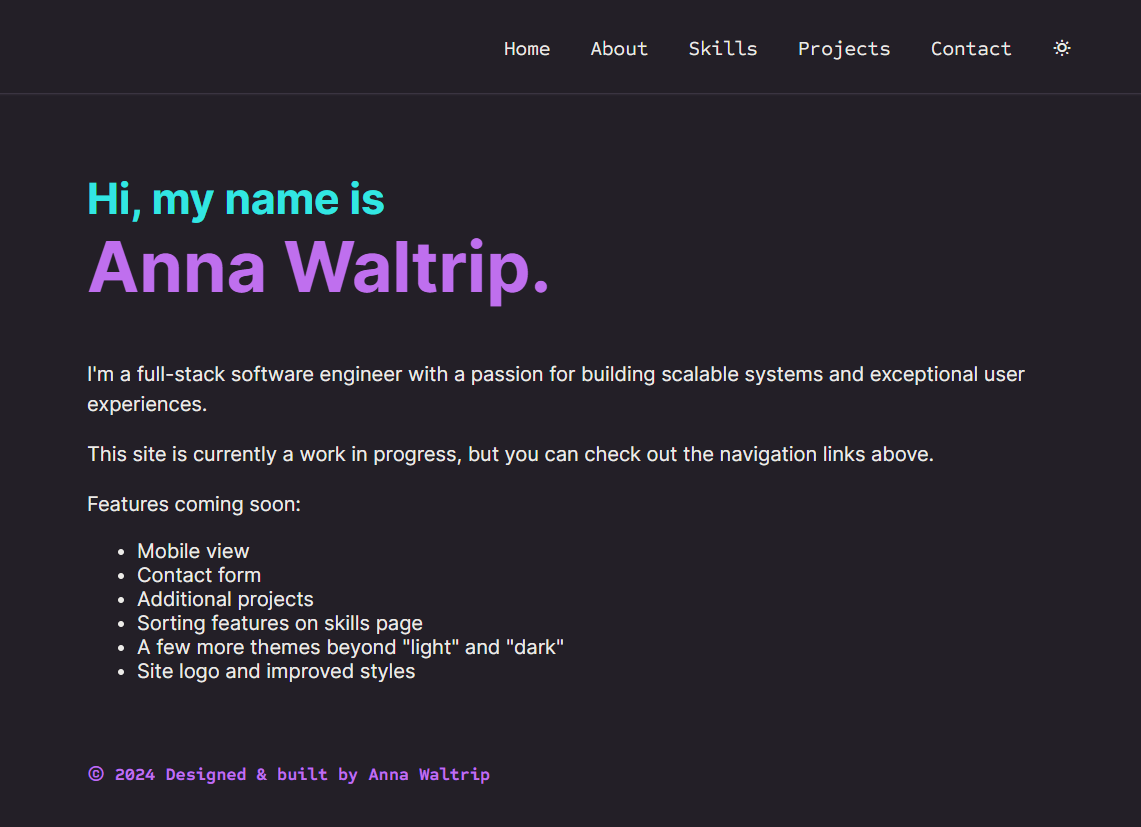 Home About Skills Projects Contact
Hi, my name is
Anna Waltrip.
I'm a full-stack software engineer with a passion for building scalable systems and exceptional user
experiences.
This site is currently a work in progress, but you can check out the navigation links above.
Features coming soon:
• Mobile view
• Contact form
• Additional projects
• Sorting features on skills page
• A few more themes beyond "light" and "dark"
• Site logo and improved styles
© 2024 Designed & built by Anna Waltrip